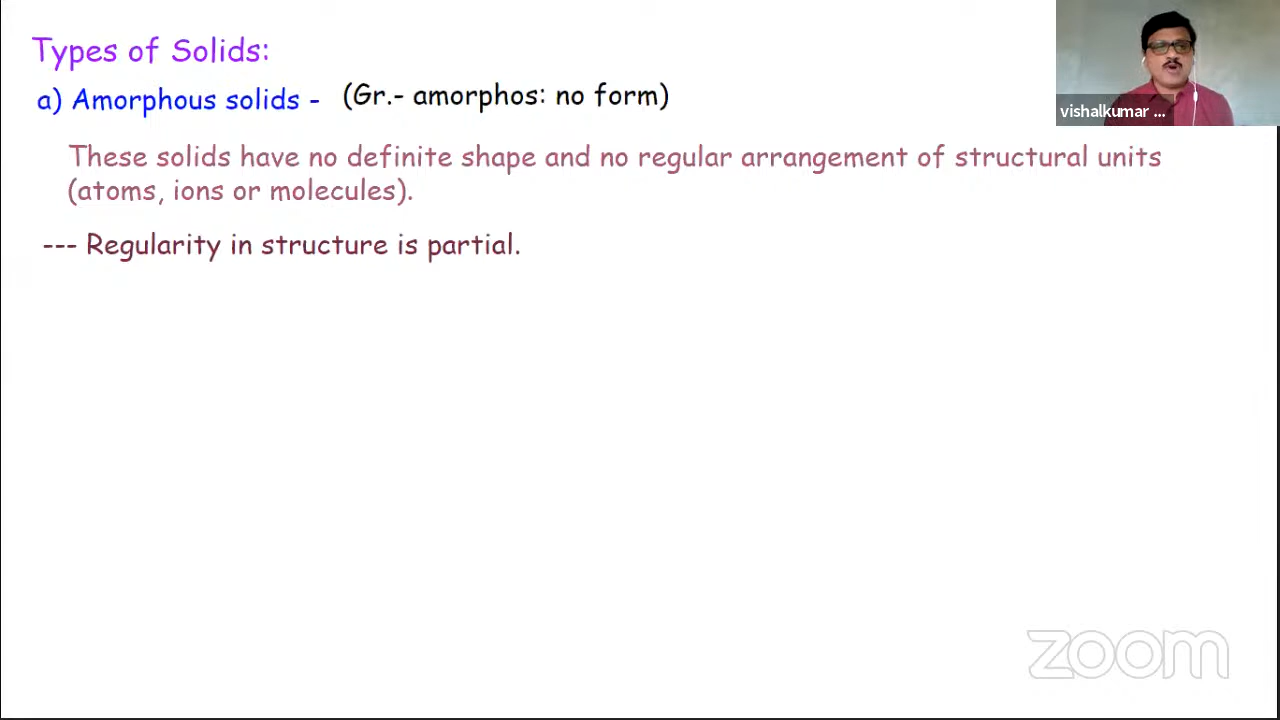 Types of Solids:
a) Amorphous solids - (Gr.- amorphos: no form)
These solids have no definite shape and no regular arrangement of structural units
(atoms, ions or molecules).
--- Regularity in structure is partial.
vishalkumar ...
zoom